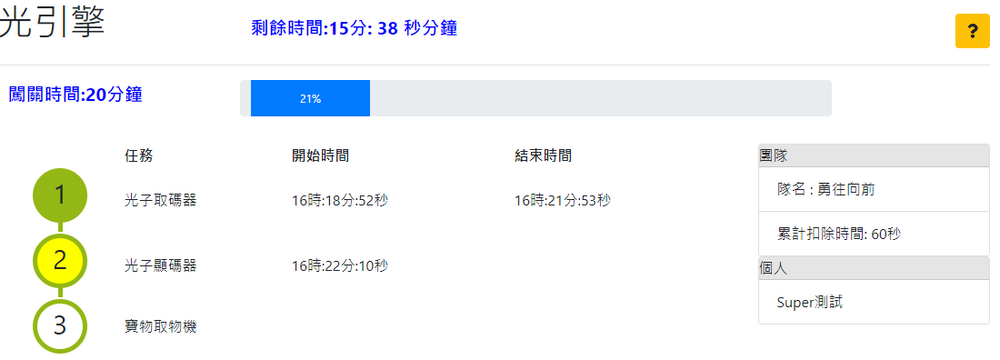 光引擎
剩餘時間:15分: 38 秒分鐘
?
闖關時間:20分鐘
21%
任務 開始時間 結束時間
1 光子取碼器 16時:18分:52秒 16時:21分:53秒
2 光子顯碼器 16時:22分:10秒
3 寶物取物機
團隊
隊名 : 勇往向前
累計扣除時間: 60秒
個人
Super測試